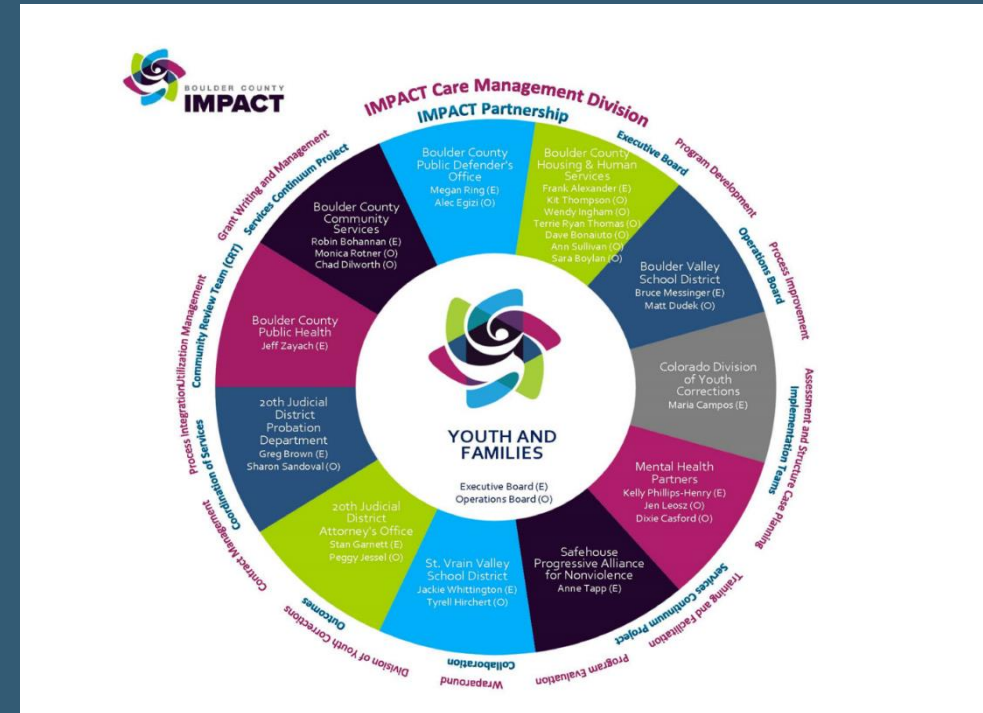 BOULDER COUNTY
IMPACT
IMPACT Care Management Division
IMPACT Partnership
Executive Board
Program Development
Operations Board
Process Improvement
Assessment and Structure Case Planning
Implementation Teams
Training and Facilitation
Services Continuum Project
Program Evaluation
Collaboration
Wraparound
Outcomes
Division of Youth Corrections
Contract Management
Coordination of Services
Process Integration
Utilization Management
Community Review Team (CRT)
Grant Writing and Management
Services Continuum Project
Boulder County
Public Defender's
Office
Megan Ring (E)
Alec Egizi (O)
Boulder County
Housing & Human
Services
Frank Alexander (E)
Kit Thompson (O)
Wendy Ingham (O)
Terrie Ryan Thomas (O)
Dave Bonaiuto (O)
Ann Sullivan (O)
Sara Boylan (O)
Boulder Valley
School District
Bruce Messinger (E)
Matt Dudek (O)
Colorado Division
of Youth
Corrections
Maria Campos (E)
Mental Health
Partners
Kelly Phillips-Henry (E)
Jen Leosz (O)
Dixie Casford (O)
Safehouse
Progressive Alliance
for Nonviolence
Anne Tapp (E)
St. Vrain Valley
School District
Jackie Whittington (E)
Tyrell Hirchert (O)
20th Judicial
District
Attorney's Office
Stan Garnett (E)
Peggy Jessel (O)
20th Judicial
District
Probation
Department
Greg Brown (E)
Sharon Sandoval (O)
Boulder County
Public Health
Jeff Zayach (E)
Boulder County
Community
Services
Robin Bohannan (E)
Monica Rotner (O)
Chad Dilworth (O)
YOUTH AND
FAMILIES
Executive Board (E)
Operations Board (O)